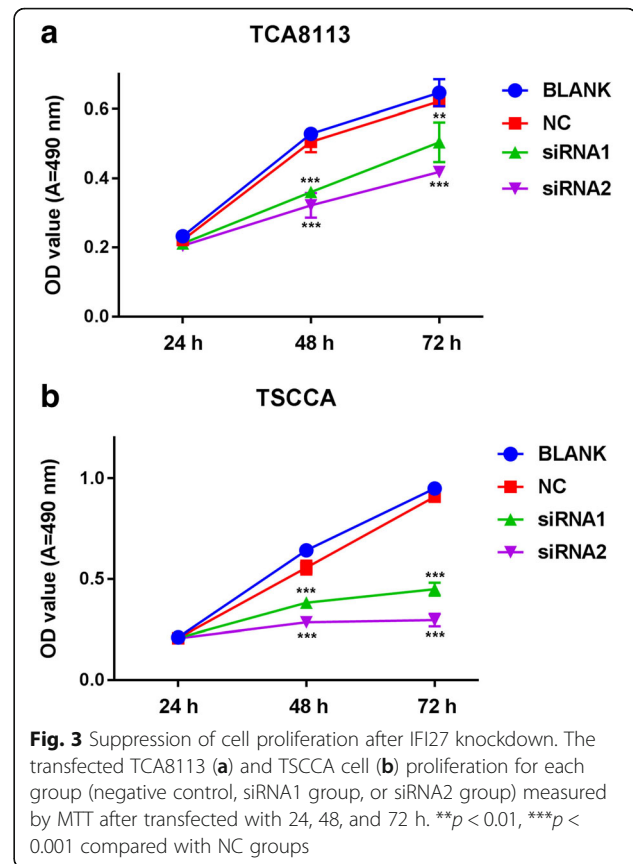 a
TCA8113
BLANK
NC
siRNA1
siRNA2
OD value (A=490 nm)
0.6
0.4
0.2
0.0
**
***
***
***
24 h 48 h 72 h
b
TSCCA
BLANK
NC
siRNA1
siRNA2
OD value (A=490 nm)
1.0
0.5
0.0
***
***
***
***
24 h 48 h 72 h
Fig. 3 Suppression of cell proliferation after IFI27 knockdown. The
transfected TCA8113 (a) and TSCCA cell (b) proliferation for each
group (negative control, siRNA1 group, or siRNA2 group) measured
by MTT after transfected with 24, 48, and 72 h. **p < 0.01, ***p <
0.001 compared with NC groups